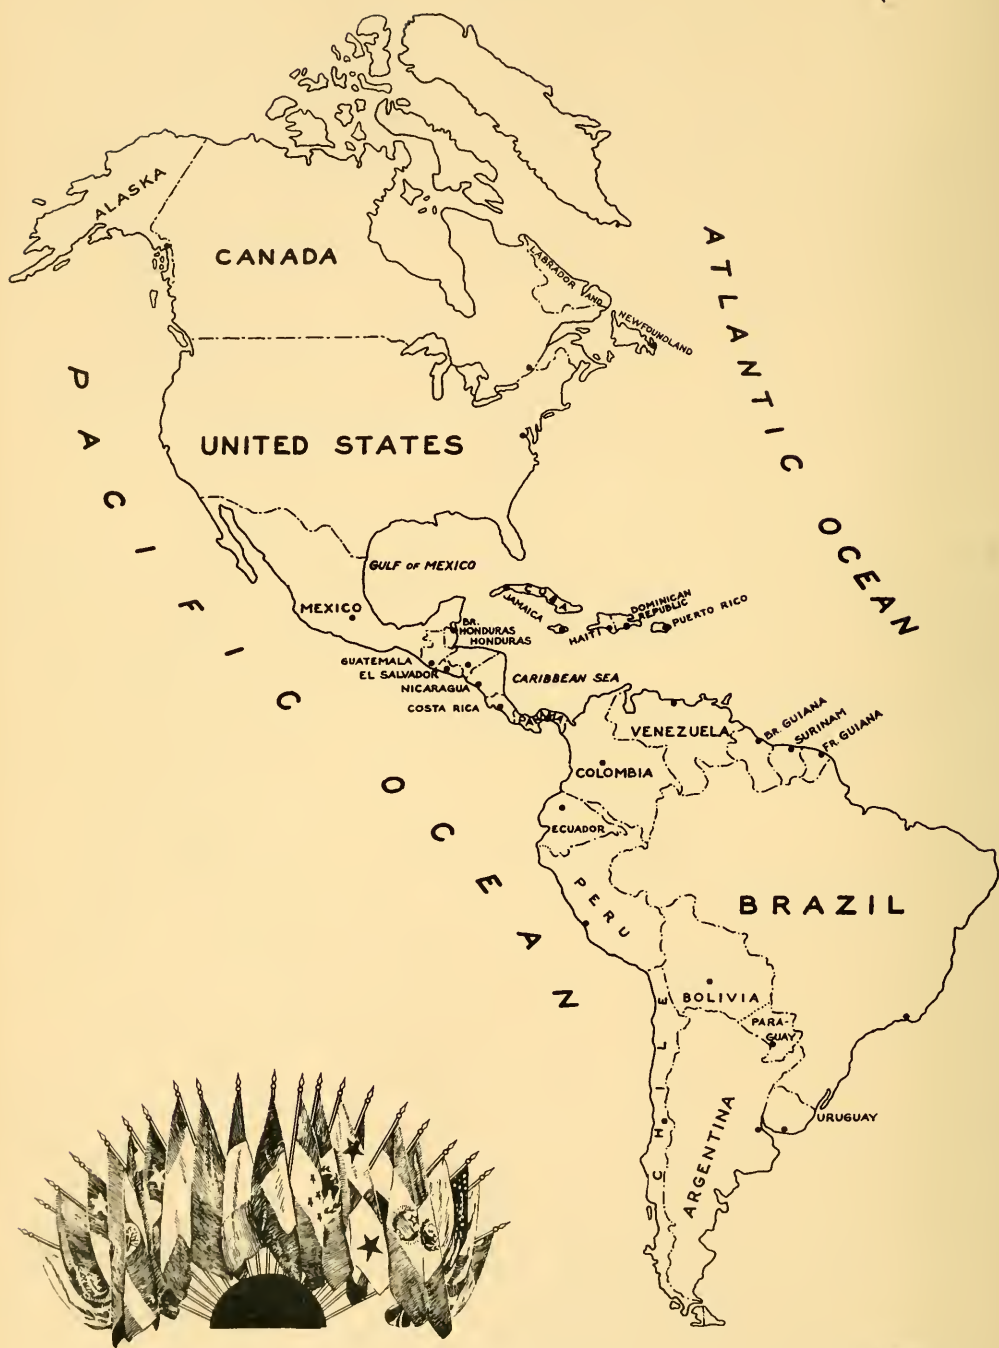 ALASKA
CANADA
LABRADOR AND
NEWFOUNDLAND
ATLANTIC OCEAN
PACIFIC OCEAN
UNITED STATES
GULF OF MEXICO
MEXICO
CUBA
JAMAICA
HAITI
DOMINICAN
REPUBLIC
PUERTO RICO
BR.
HONDURAS
HONDURAS
GUATEMALA
EL SALVADOR
NICARAGUA
COSTA RICA
CARIBBEAN SEA
PANAMA
VENEZUELA
BR. GUIANA
SURINAM
FR. GUIANA
COLOMBIA
ECUADOR
PERU
BRAZIL
BOLIVIA
PARA-
GUAY
CHILE
ARGENTINA
URUGUAY